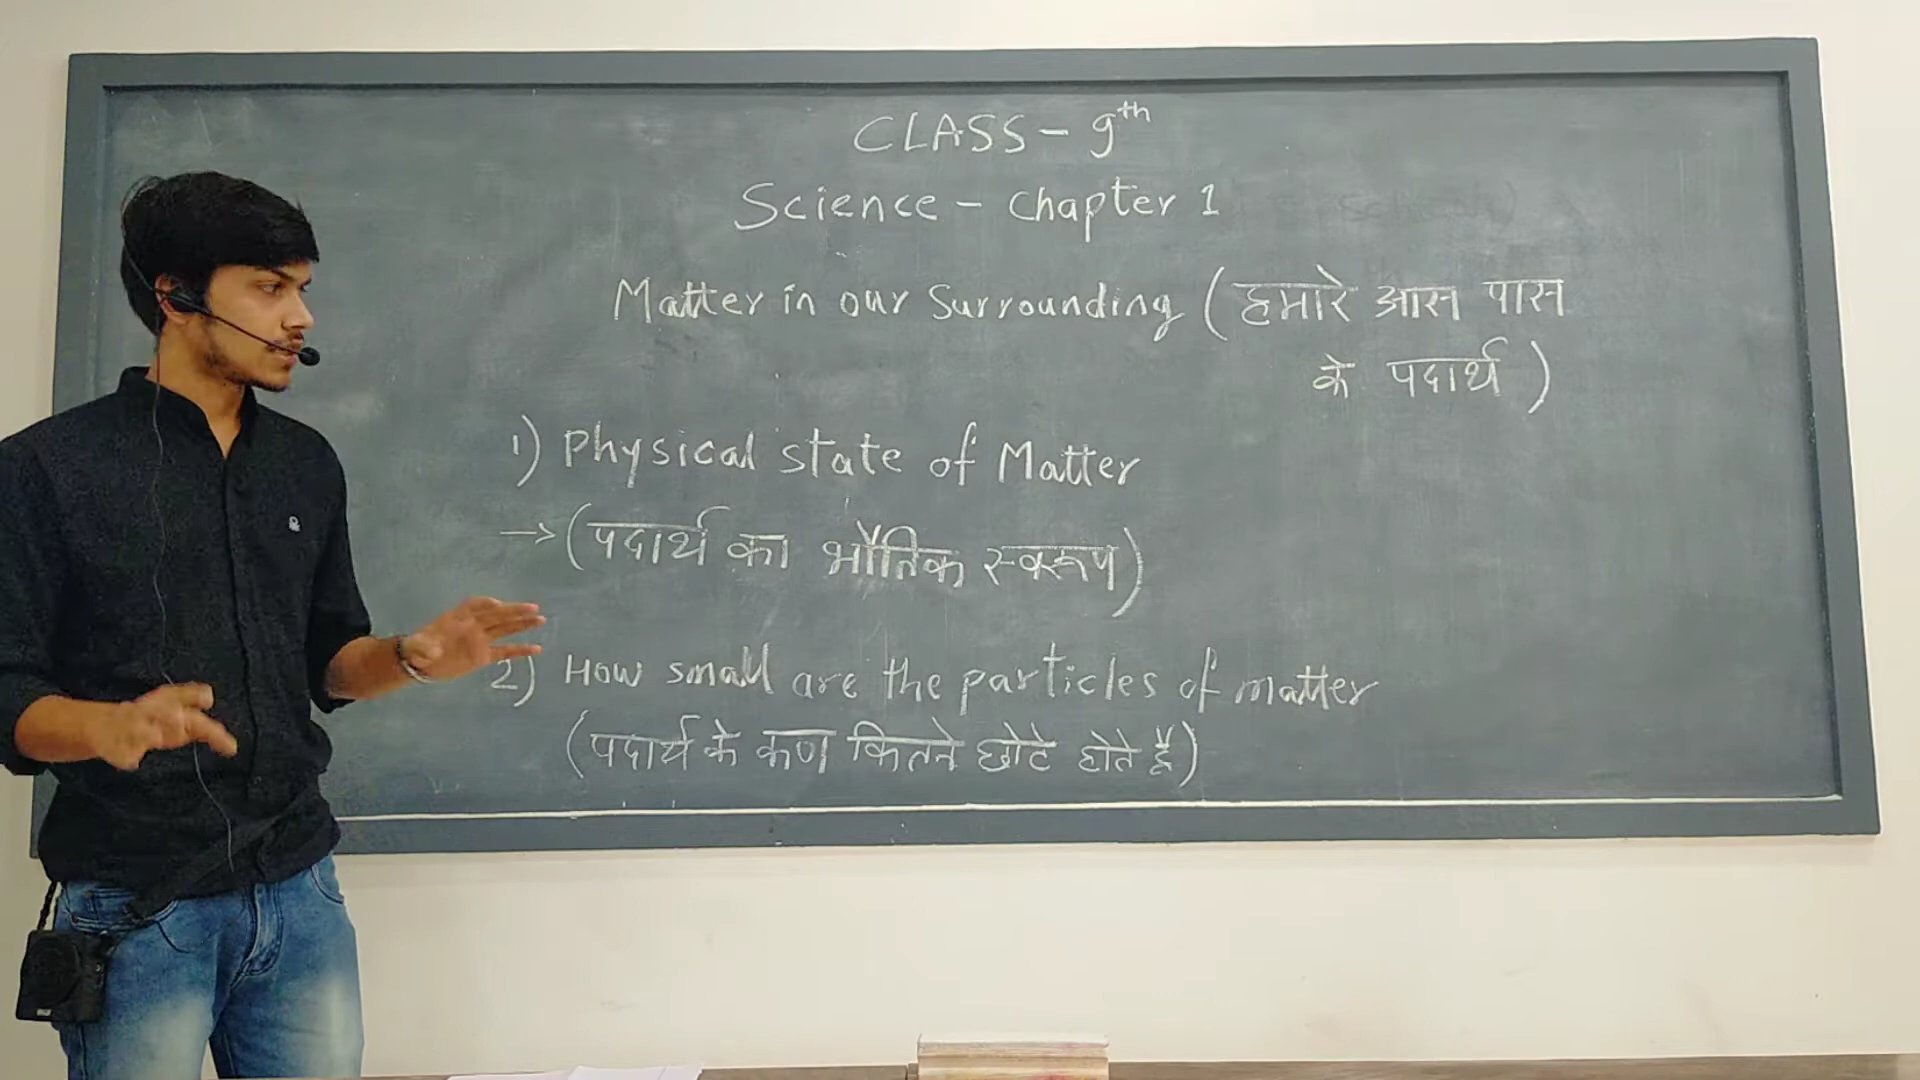 CLASS - 9th
Science - Chapter 1
Matter in our Surrounding (हमारे आस पास
के पदार्थ)
1) Physical state of Matter
→ (पदार्थ का भौतिक स्वरूप)
2) How small are the particles of matter
(पदार्थ के कण कितने छोटे होते हैं)